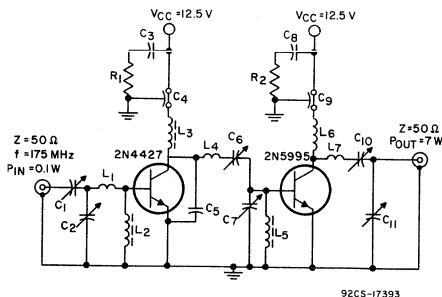 VCC =12.5 V
VCC =12.5 V
C3
C8
R1
R2
C4
C9
L3
L6
Z=50 Ω
f = 175 MHz
PIN =0.1 W
2N4427
L4
C6
2N5995
L7
C10
Z=50 Ω
POUT=7W
C1
L1
C2
L2
C5
C7
L5
C11
92CS-17393